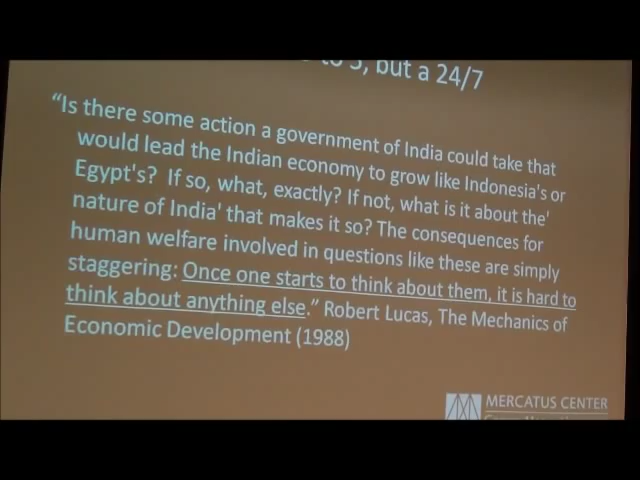 to 5, but a 24/7
“Is there some action a government of India could take that
would lead the Indian economy to grow like Indonesia's or
Egypt's? If so, what, exactly? If not, what is it about the'
nature of India' that makes it so? The consequences for
human welfare involved in questions like these are simply
staggering: Once one starts to think about them, it is hard to
think about anything else.” Robert Lucas, The Mechanics of
Economic Development (1988)
MERCATUS CENTER